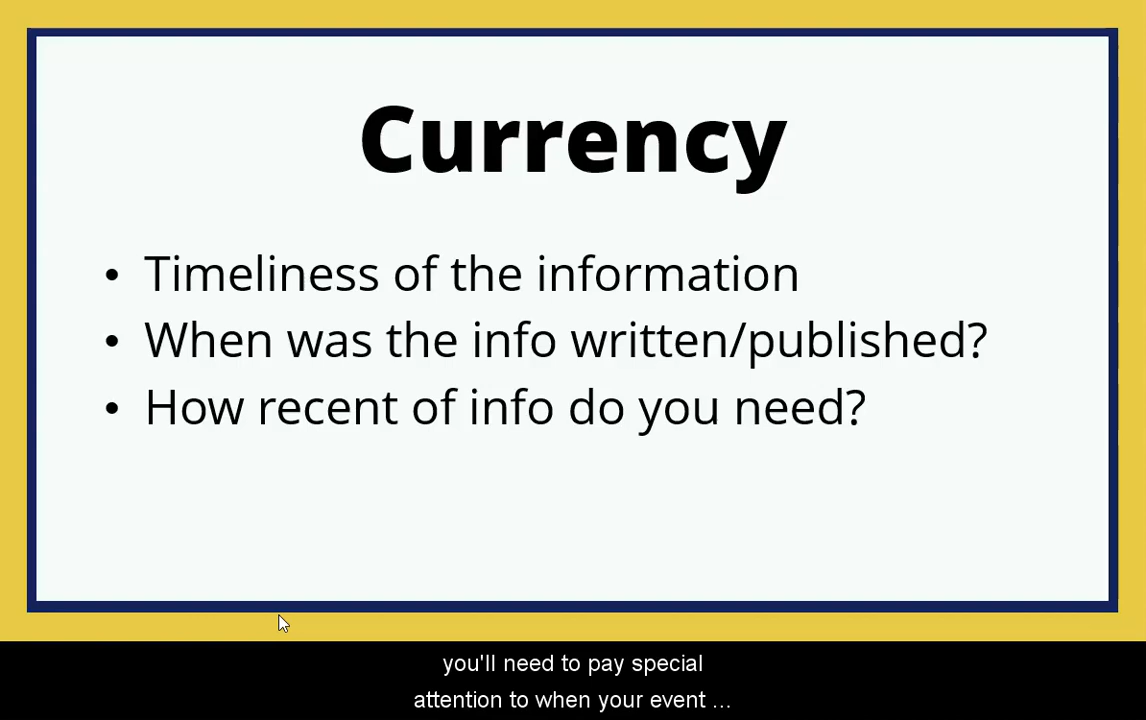 Currency
• Timeliness of the information
• When was the info written/published?
• How recent of info do you need?
you'll need to pay special
attention to when your event ...